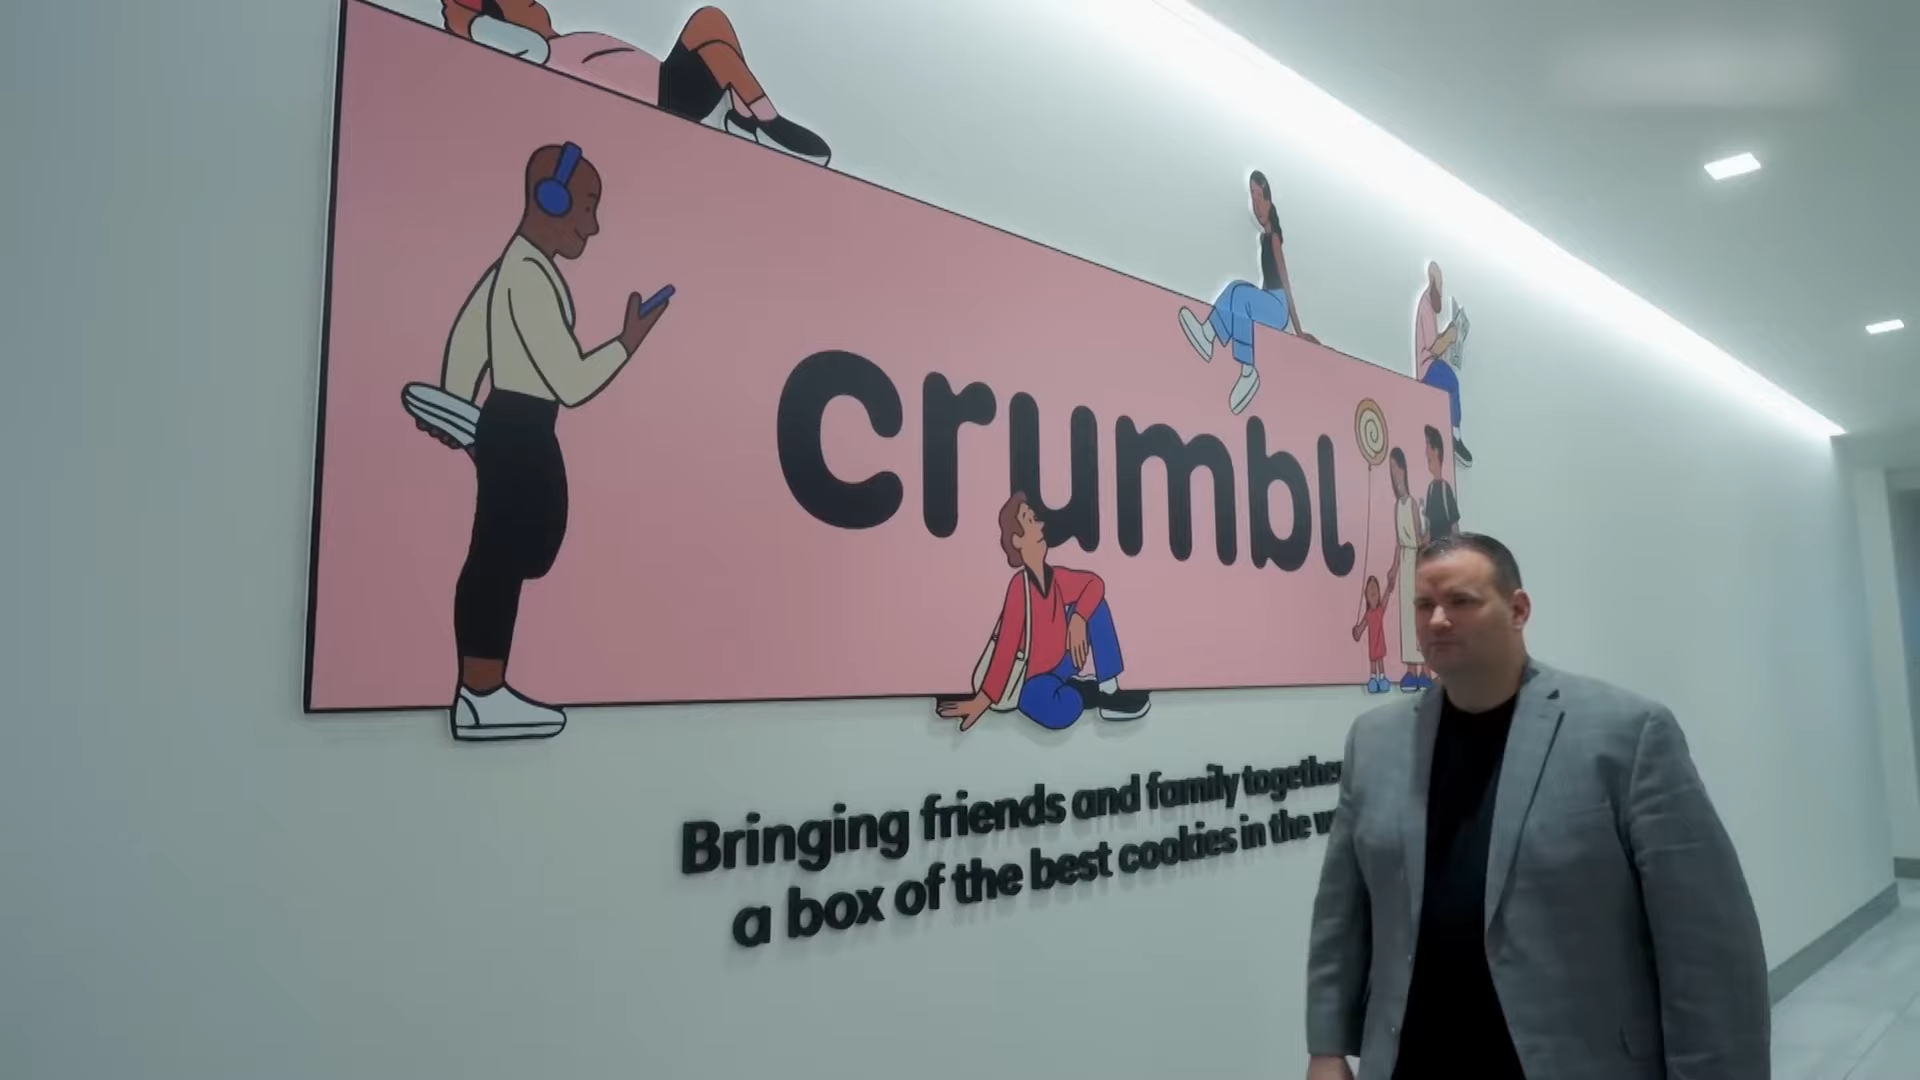 crumbl
Bringing friends and family together
a box of the best cookies in the